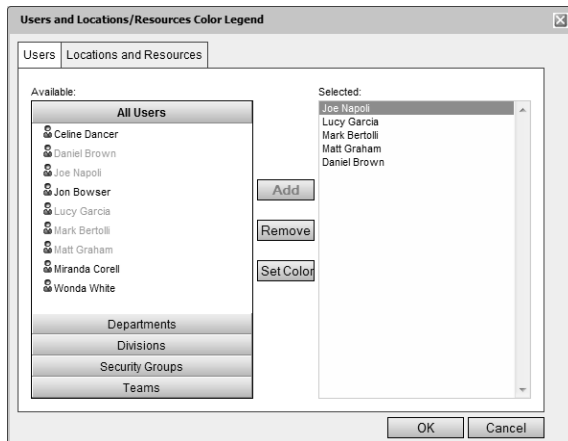 Users and Locations/Resources Color Legend
Users
Locations and Resources
Available:
All Users
Celine Dancer
Daniel Brown
Joe Napoli
Jon Bowser
Lucy Garcia
Mark Bertolli
Matt Graham
Miranda Corell
Wonda White
Departments
Divisions
Security Groups
Teams
Add
Remove
Set Color
Selected:
Joe Napoli
Lucy Garcia
Mark Bertolli
Matt Graham
Daniel Brown
OK
Cancel